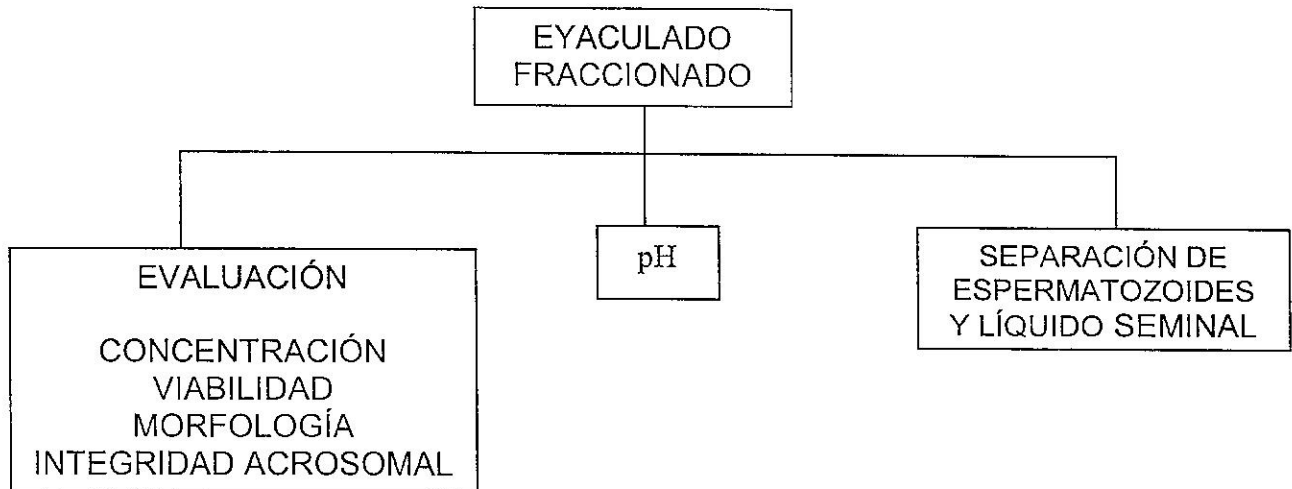 EYACULADO
FRACCIONADO
EVALUACIÓN
CONCENTRACIÓN
VIABILIDAD
MORFOLOGÍA
INTEGRIDAD ACROSOMAL
pH
SEPARACIÓN DE
ESPERMATOZOIDES
Y LÍQUIDO SEMINAL